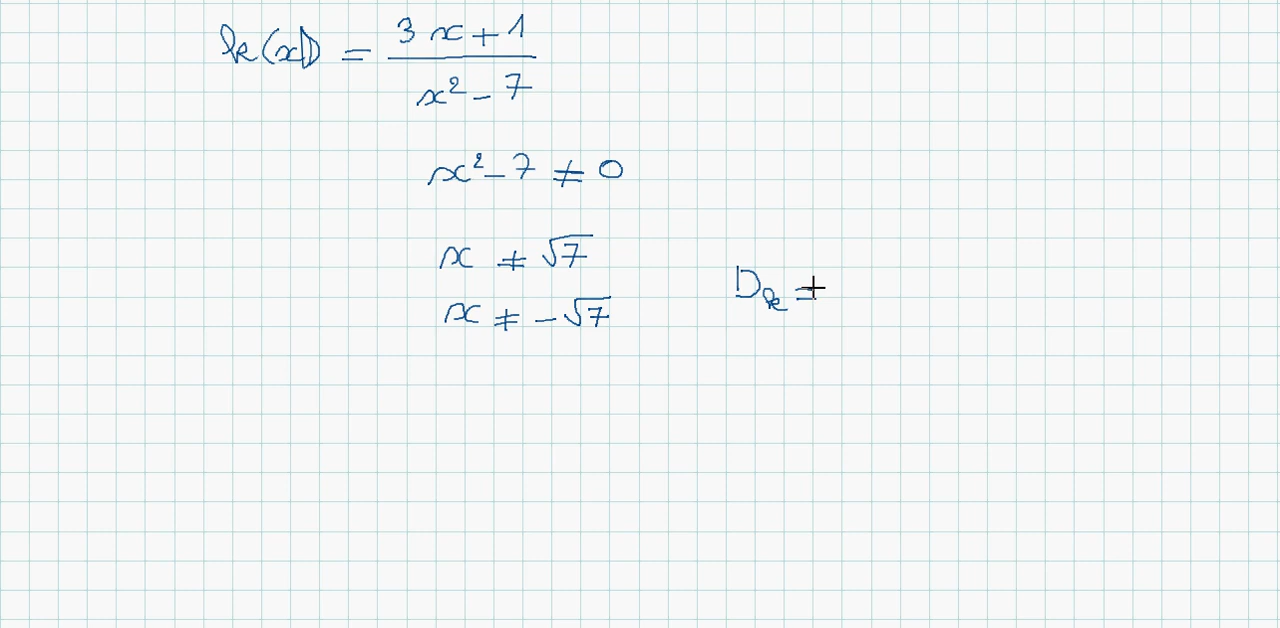 k(x) = (3x + 1) / (x² - 7)
x² - 7 ≠ 0
x ≠ √7
x ≠ -√7
Dₖ =